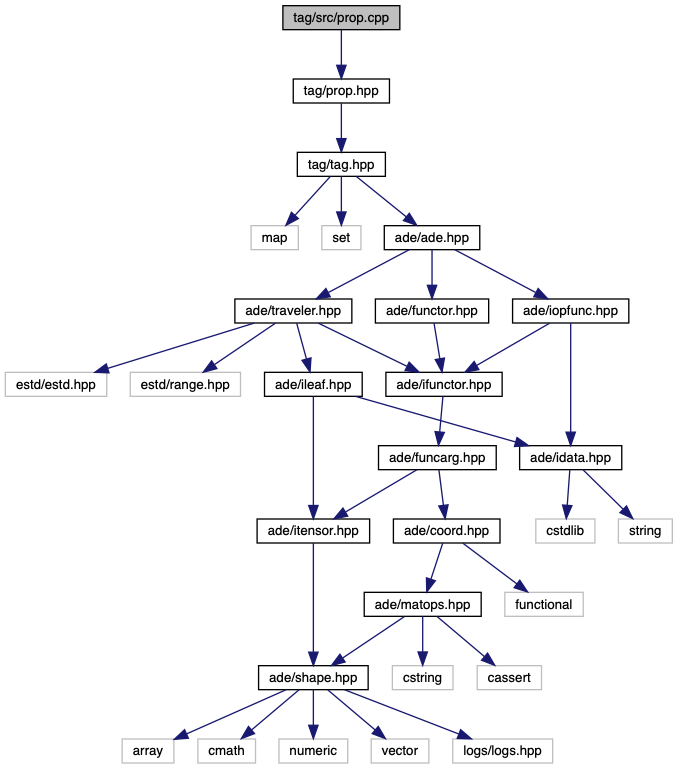 tag/src/prop.cpp
tag/prop.hpp
tag/tag.hpp
map
set
ade/ade.hpp
ade/traveler.hpp
ade/functor.hpp
ade/iopfunc.hpp
estd/estd.hpp
estd/range.hpp
ade/ileaf.hpp
ade/ifunctor.hpp
ade/funcarg.hpp
ade/idata.hpp
ade/itensor.hpp
ade/coord.hpp
cstdlib
string
ade/matops.hpp
functional
ade/shape.hpp
cstring
cassert
array
cmath
numeric
vector
logs/logs.hpp